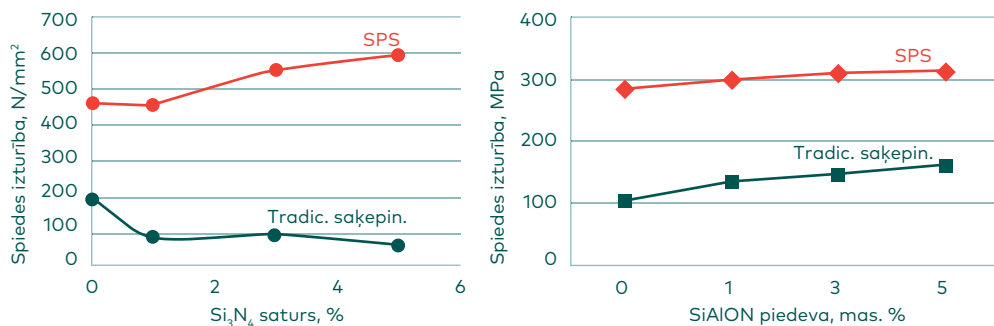 Spiedes izturība, N/mm²
700
600
500
400
300
200
100
0
SPS
Tradic. saķepin.
0 2 4 6
Si₃N₄ saturs, %
Spiedes izturība, MPa
400
300
200
100
0
SPS
Tradic. saķepin.
0 1 3 5
SiAlON piedeva, mas. %